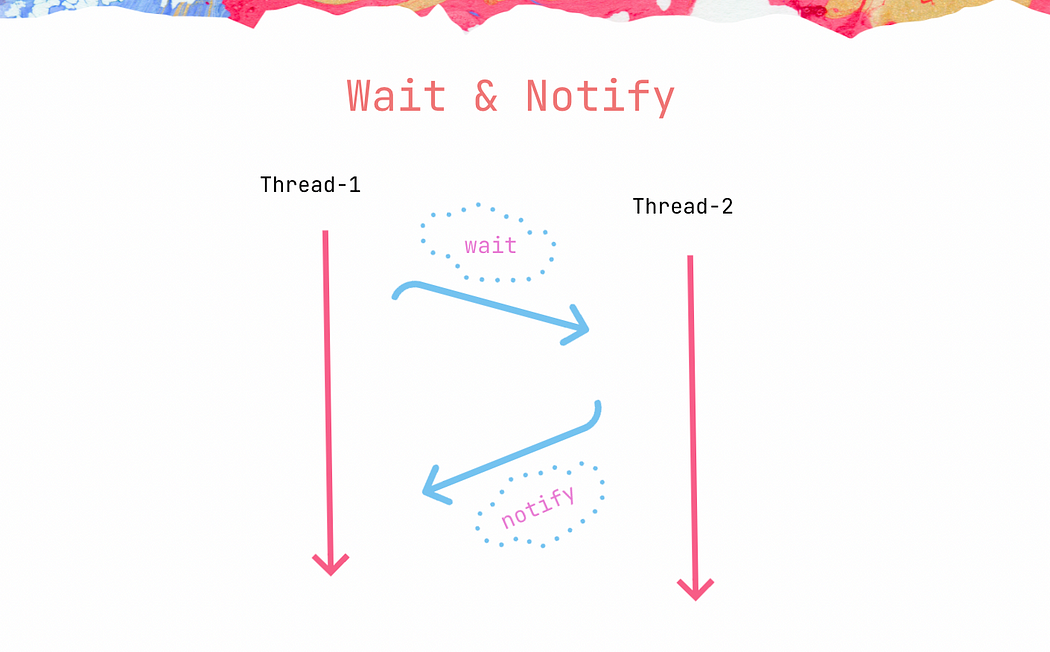 Wait & Notify
Thread-1
Thread-2
wait
notify